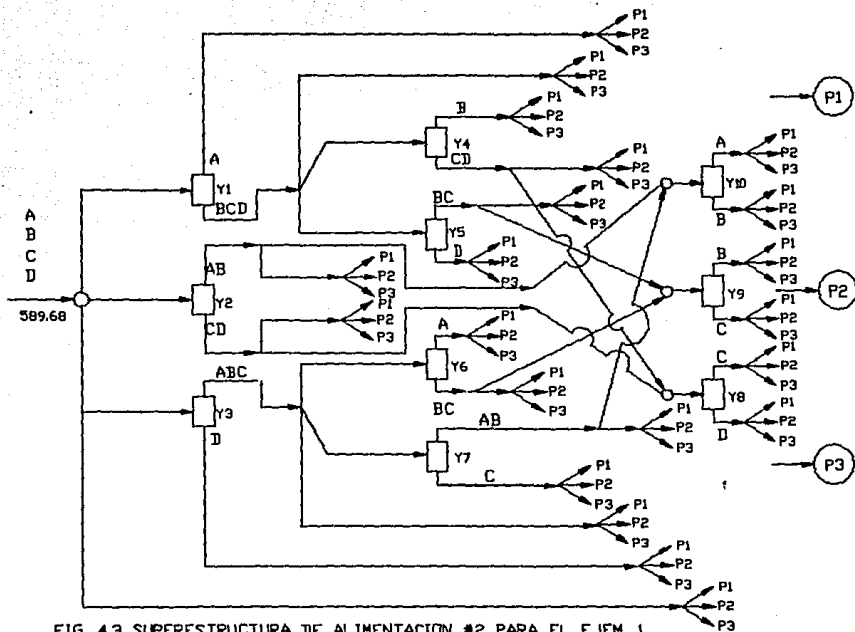 P1
P2
P3
P1
P2
P3
P1
B
P1
P2
P3
A
Y4
CD
P1
P2
P3
A
P1
P2
P3
Y1
BCD
Y10
BC
P1
P2
P3
P1
P2
P3
B
A
B
C
D
Y5
D
P1
P2
P3
AB
P1
P2
P3
B
P1
P2
P3
589.68
Y2
P1
P2
P3
Y9
P2
CD
A
P1
P2
P3
C
P1
P2
P3
Y6
C
P1
P2
P3
ABC
BC
P1
P2
P3
Y8
Y3
AB
P1
P2
P3
D
P1
P2
P3
D
Y7
C
P1
P2
P3
P3
P1
P2
P3
P1
P2
P3
P1
P2
P3
FIG. 4.3 SUPERESTRUCTURA DE ALIMENTACION #2 PARA EL EJEM. 1